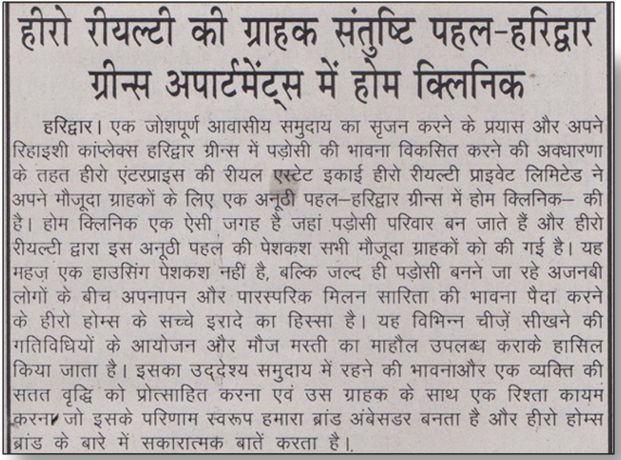 हीरो रीयल्टी की ग्राहक संतुष्टि पहल-हरिद्वार
ग्रीन्स अपार्टमेंट्स में होम क्लिनिक
हरिद्वार। एक जोशपूर्ण आवासीय समुदाय का सृजन करने के प्रयास और अपने
रिहाइशी कांप्लेक्स हरिद्वार ग्रीन्स में पड़ोसी की भावना विकसित करने की अवधारणा
के तहत हीरो एंटरप्राइस की रीयल एस्टेट इकाई हीरो रीयल्टी प्राइवेट लिमिटेड ने
अपने मौजूदा ग्राहकों के लिए एक अनूठी पहल-हरिद्वार ग्रीन्स में होम क्लिनिक- की
है। होम क्लिनिक एक ऐसी जगह है जहां पड़ोसी परिवार बन जाते हैं और हीरो
रीयल्टी द्वारा इस अनूठी पहल की पेशकश सभी मौजूदा ग्राहकों को की गई है। यह
महज़ एक हाउसिंग पेशकश नहीं है, बल्कि जल्द ही पड़ोसी बनने जा रहे अजनबी
लोगों के बीच अपनापन और पारस्परिक मिलन सारिता की भावना पैदा करने
के हीरो होम्स के सच्चे इरादे का हिस्सा है। यह विभिन्न चीज़ें सीखने की
गतिविधियों के आयोजन और मौज मस्ती का माहौल उपलब्ध कराके हासिल
किया जाता है। इसका उद्देश्य समुदाय में रहने की भावनाऔर एक व्यक्ति की
सतत वृद्धि को प्रोत्साहित करना एवं उस ग्राहक के साथ एक रिश्ता कायम
करना जो इसके परिणाम स्वरूप हमारा ब्रांड अंबेसडर बनता है और हीरो होम्स
ब्रांड के बारे में सकारात्मक बातें करता है।